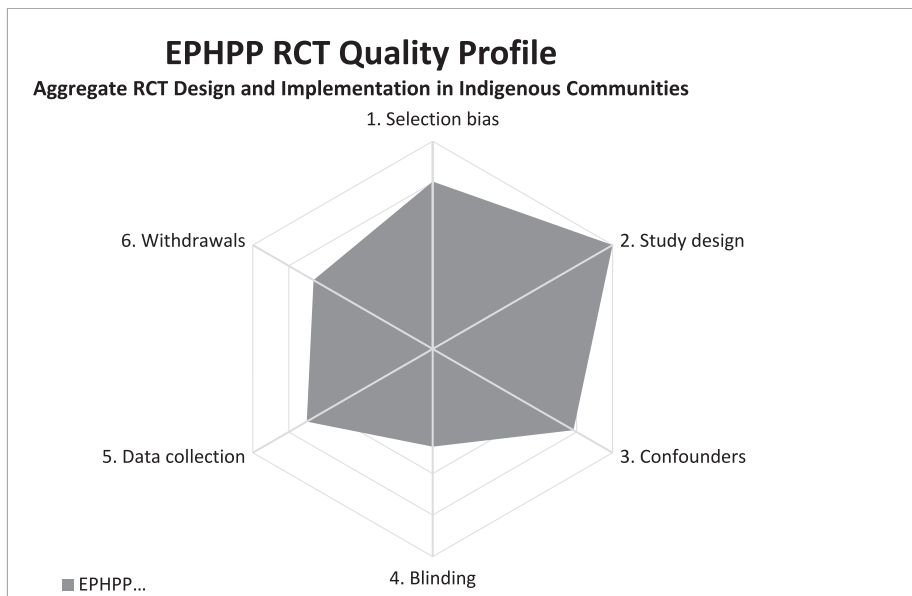 EPHPP RCT Quality Profile
Aggregate RCT Design and Implementation in Indigenous Communities
1. Selection bias
6. Withdrawals
2. Study design
5. Data collection
3. Confounders
4. Blinding
EPHPP...